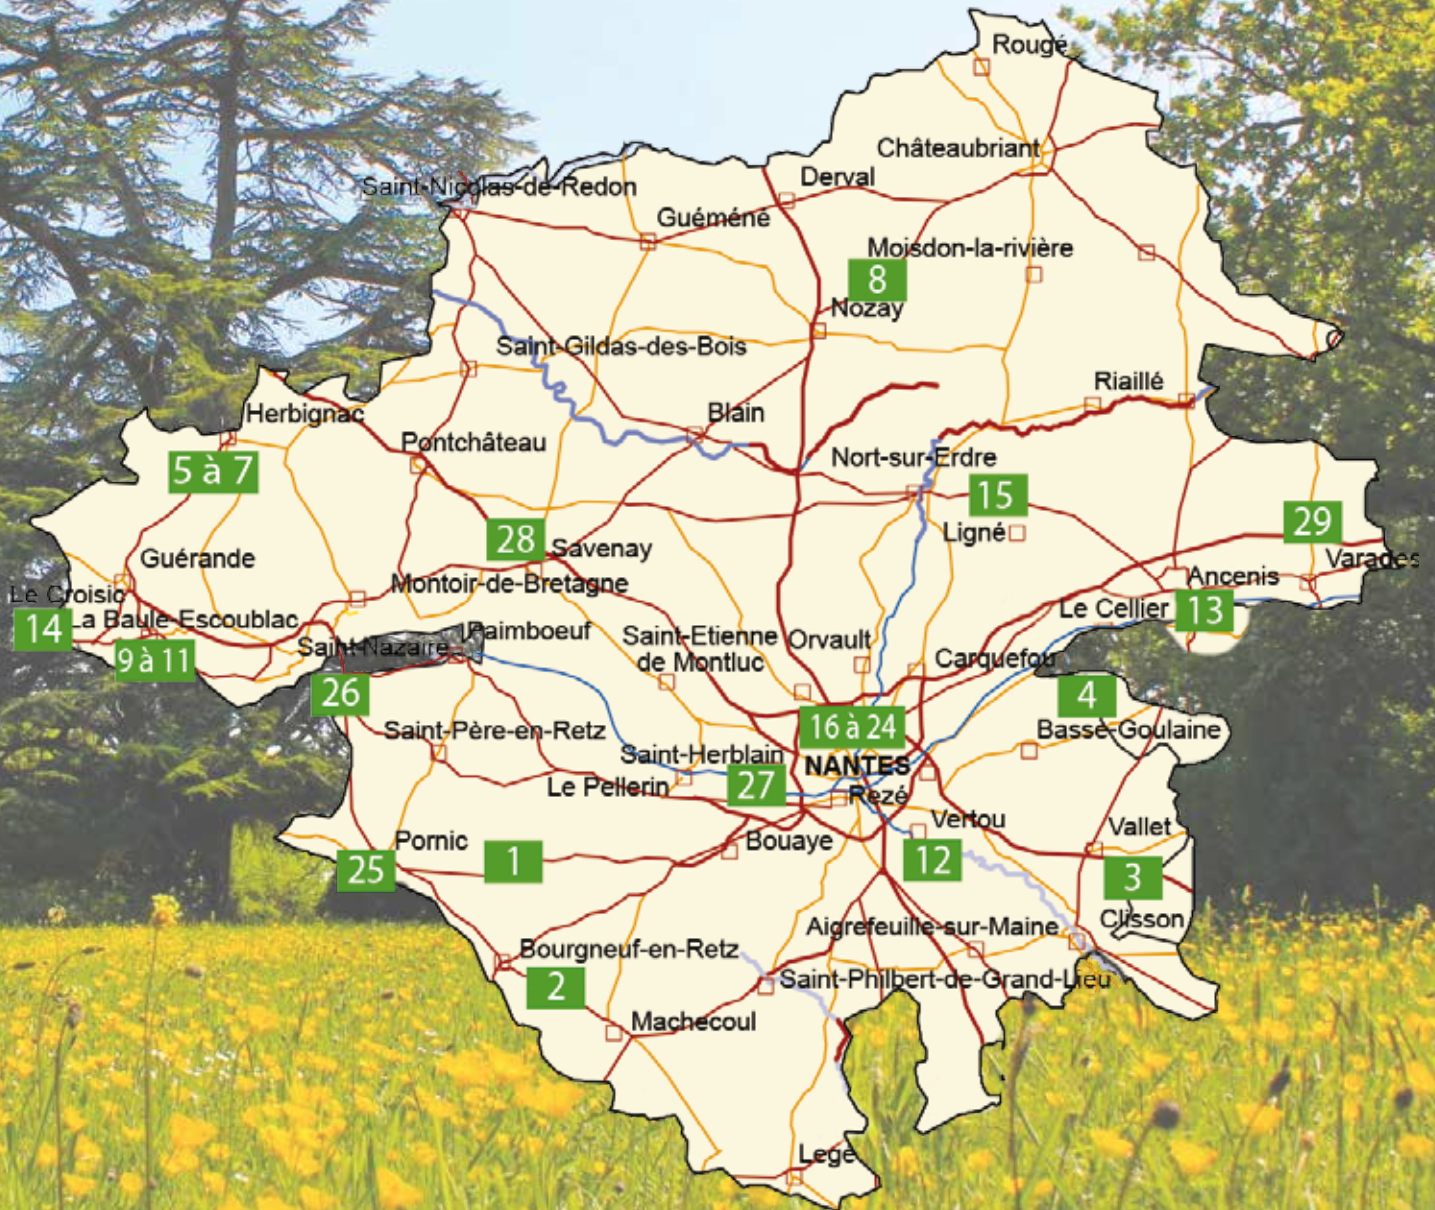 Rougé
Châteaubriant
Derval
Saint-Nicolas-de-Redon
Guéméné
Moisdon-la-rivière
8
Nozay
Saint-Gildas-des-Bois
Riaillé
Herbignac
Blain
Pontchâteau
5 à 7
Nort-sur-Erdre
15
29
Ligné
28
Savenay
Guérande
Varades
Ancenis
Montoir-de-Bretagne
Le Croisic
Le Cellier
13
La Baule-Escoublac
14
Paimboeuf
Saint-Etienne
de Montluc
Orvault
Saint-Nazaire
9 à 11
Carquefou
26
4
16 à 24
Saint-Père-en-Retz
Basse-Goulaine
Saint-Herblain
NANTES
27
Le Pellerin
Rezé
Vertou
Vallet
Pornic
Bouaye
1
25
12
3
Clisson
Aigrefeuille-sur-Maine
Bourgneuf-en-Retz
2
Saint-Philbert-de-Grand-Lieu
Machecoul
Legé